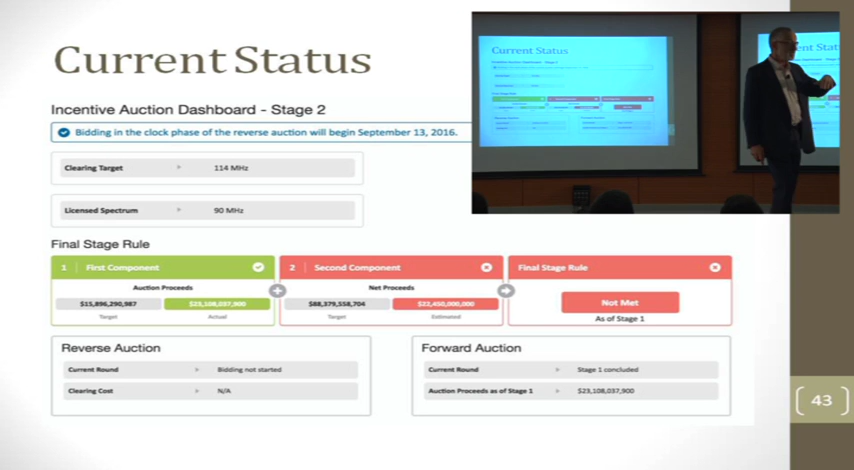 Current Status
Incentive Auction Dashboard - Stage 2
Bidding in the clock phase of the reverse auction will begin September 13, 2016.
Clearing Target 114 MHz
Licensed Spectrum 90 MHz
Final Stage Rule
1 First Component
2 Second Component
Final Stage Rule
Auction Proceeds
Net Proceeds
$15,896,290,987 $23,108,037,900
$88,379,558,704 $22,450,000,000
Target Actual
Target Estimated
Not Met
As of Stage 1
Reverse Auction
Current Round Bidding not started
Clearing Cost N/A
Forward Auction
Current Round Stage 1 concluded
Auction Proceeds as of Stage 1 $23,108,037,900
43
Current Status